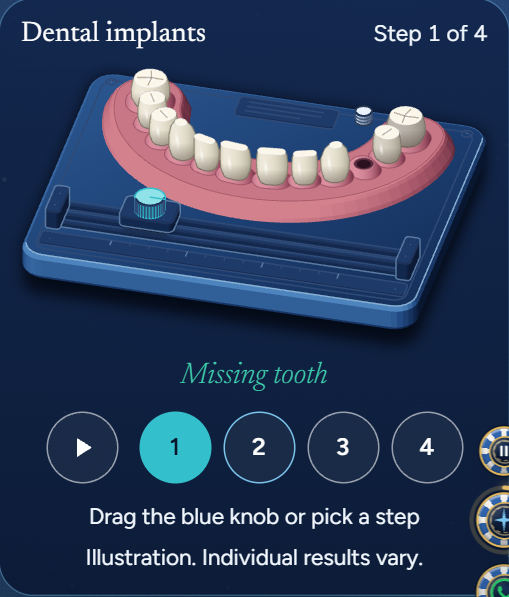 Dental implants
Step 1 of 4
Missing tooth
1 2 3 4
Drag the blue knob or pick a step
Illustration. Individual results vary.